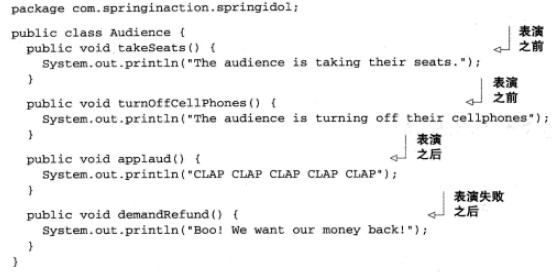 package com.springinaction.springidol;
public class Audience {
public void takeSeats() {
表演
之前
System.out.println("The audience is taking their seats.");
}
public void turnOffCellPhones() {
表演
之前
System.out.println("The audience is turning off their cellphones");
}
public void applaud() {
表演
之后
System.out.println("CLAP CLAP CLAP CLAP CLAP");
}
public void demandRefund() {
表演失败
之后
System.out.println("Boo! We want our money back!");
}
}